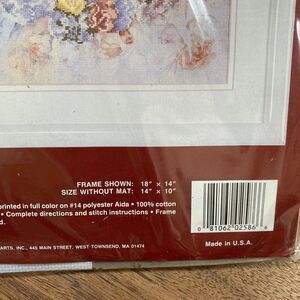 FRAME SHOWN: 18" × 14"
SIZE WITHOUT MAT: 14" × 10"
printed in full color on #14 polyester Aida • 100% cotton
• Complete directions and stitch instructions • Frame
d.
ARTS, INC., 445 MAIN STREET, WEST TOWNSEND, MA 01474
0 81062 02586 6
Made in U.S.A.